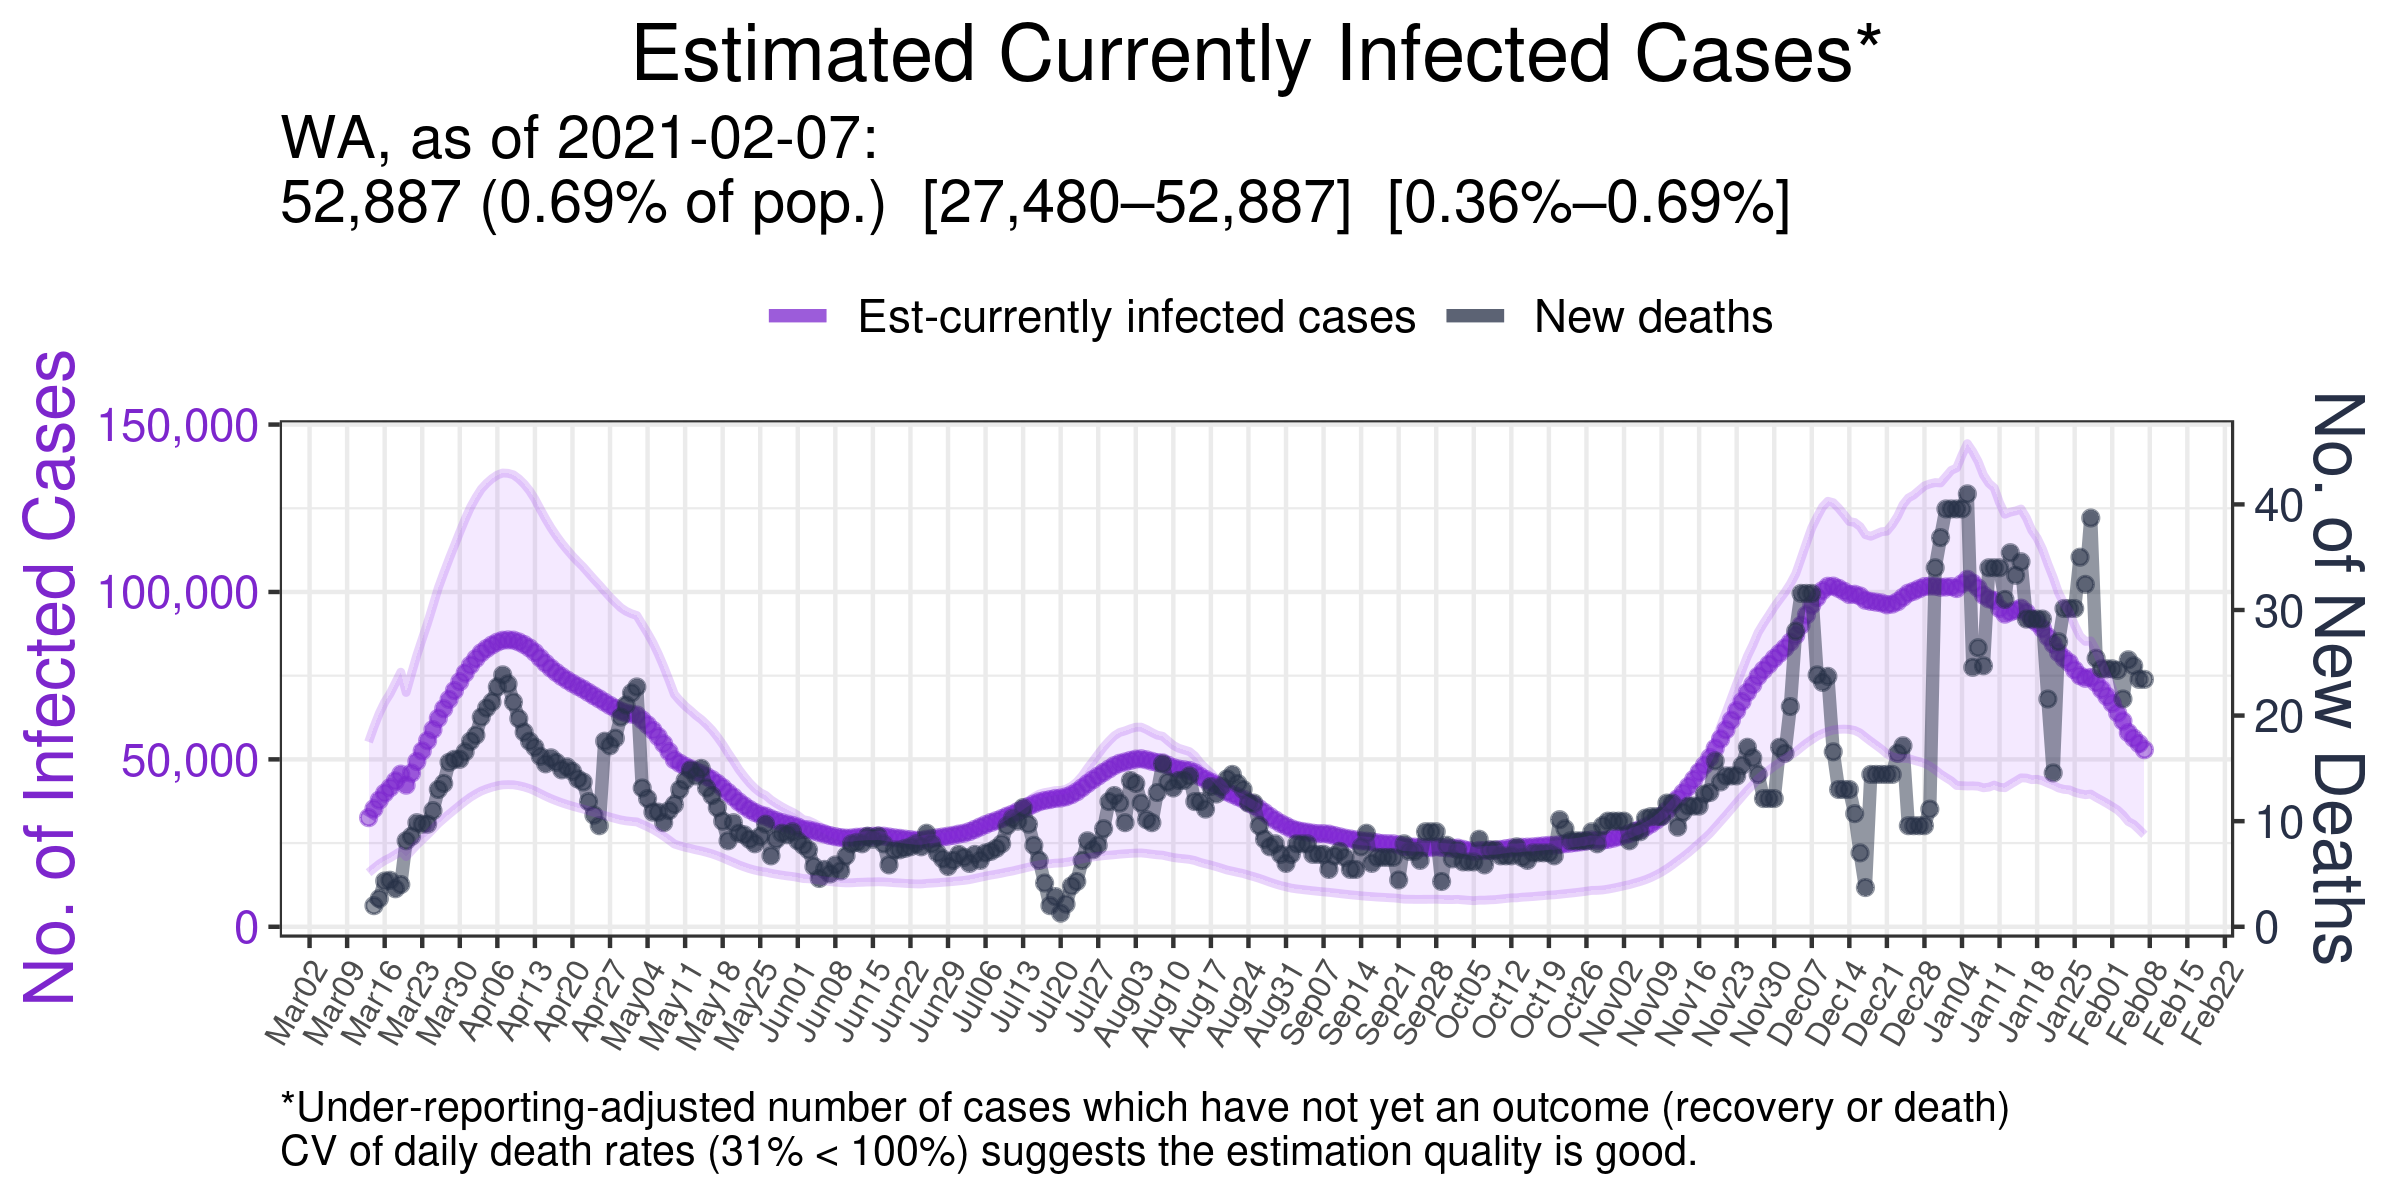 Estimated Currently Infected Cases*
WA, as of 2021-02-07:
52,887 (0.69% of pop.) [27,480–52,887] [0.36%–0.69%]
Est-currently infected cases
New deaths
No. of Infected Cases
150,000
100,000
50,000
0
40
30
20
10
0
No. of New Deaths
Mar02
Mar09
Mar16
Mar23
Mar30
Apr06
Apr13
Apr20
Apr27
May04
May11
May18
May25
Jun01
Jun08
Jun15
Jun22
Jun29
Jul06
Jul13
Jul20
Jul27
Aug03
Aug10
Aug17
Aug24
Aug31
Sep07
Sep14
Sep21
Sep28
Oct05
Oct12
Oct19
Oct26
Nov02
Nov09
Nov16
Nov23
Nov30
Dec07
Dec14
Dec21
Dec28
Jan04
Jan11
Jan18
Jan25
Feb01
Feb08
Feb15
Feb22
*Under-reporting-adjusted number of cases which have not yet an outcome (recovery or death)
CV of daily death rates (31% < 100%) suggests the estimation quality is good.